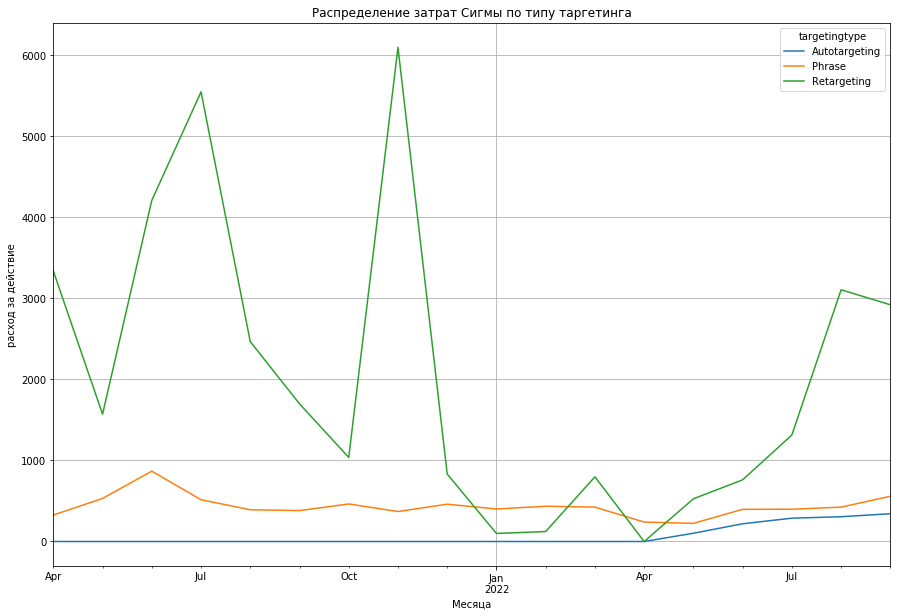 Распределение затрат Сигмы по типу таргетинга
targetingtype
Autotargeting
Phrase
Retargeting
расход за действие
6000
5000
4000
3000
2000
1000
0
Apr
Jul
Oct
Jan
2022
Apr
Jul
Месяца